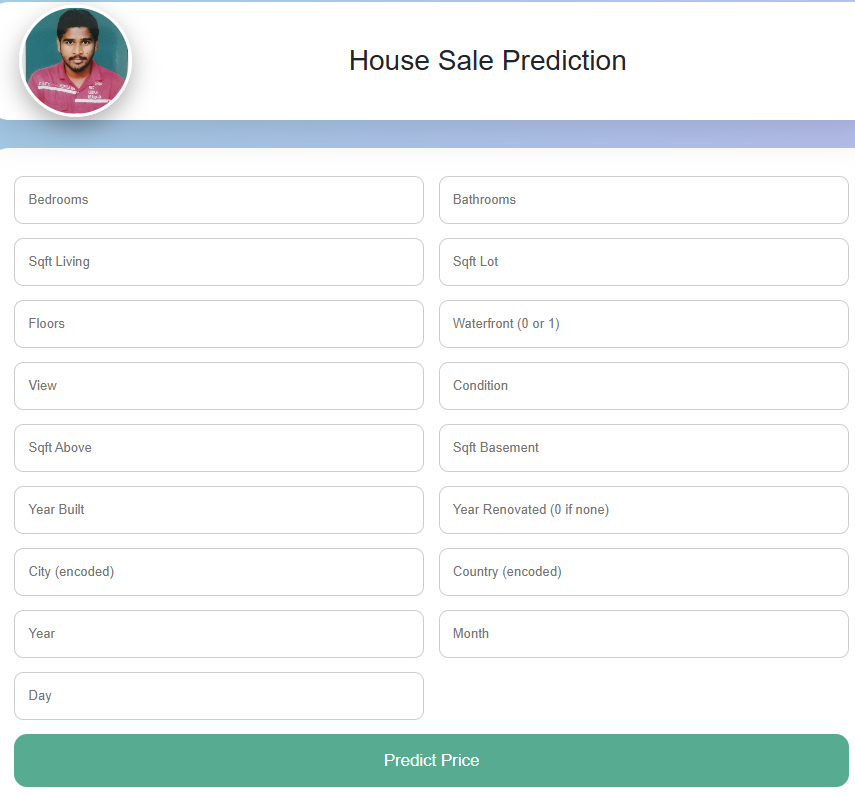 House Sale Prediction
Bedrooms
Bathrooms
Sqft Living
Sqft Lot
Floors
Waterfront (0 or 1)
View
Condition
Sqft Above
Sqft Basement
Year Built
Year Renovated (0 if none)
City (encoded)
Country (encoded)
Year
Month
Day
Predict Price